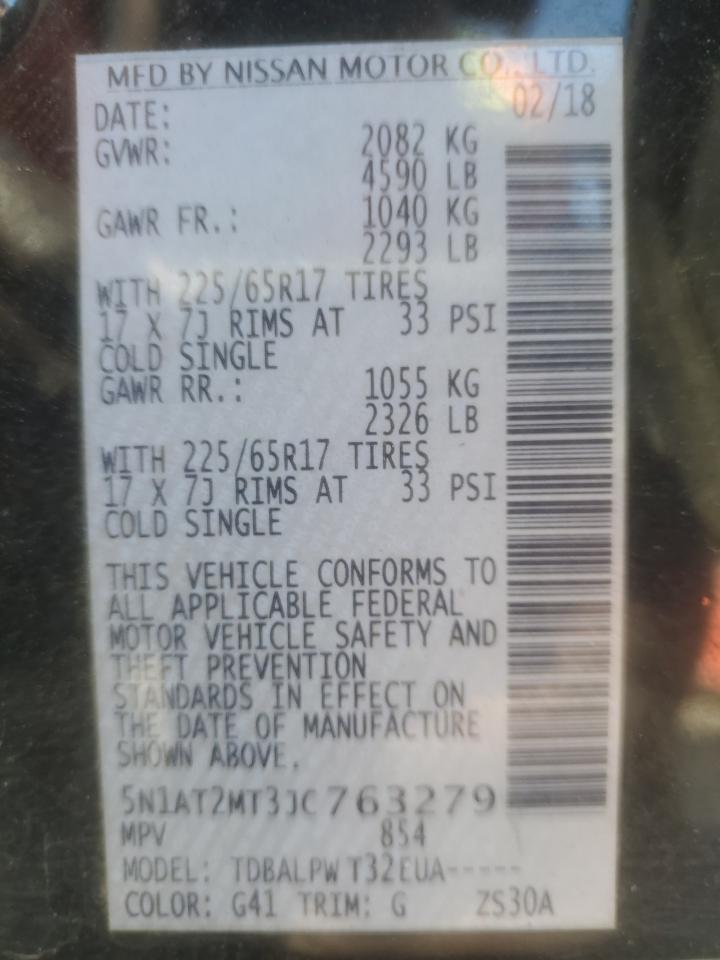 MFD BY NISSAN MOTOR CO., LTD.
DATE: 02/18
GVWR: 2082 KG
4590 LB
GAWR FR.: 1040 KG
2293 LB
WITH 225/65R17 TIRES
17 X 7J RIMS AT 33 PSI
COLD SINGLE
GAWR RR.: 1055 KG
2326 LB
WITH 225/65R17 TIRES
17 X 7J RIMS AT 33 PSI
COLD SINGLE
THIS VEHICLE CONFORMS TO
ALL APPLICABLE FEDERAL
MOTOR VEHICLE SAFETY AND
THEFT PREVENTION
STANDARDS IN EFFECT ON
THE DATE OF MANUFACTURE
SHOWN ABOVE.
5N1AT2MT3JC763279
MPV 854
MODEL: TDBALPW T32EUA-----
COLOR: G41 TRIM: G ZS30A